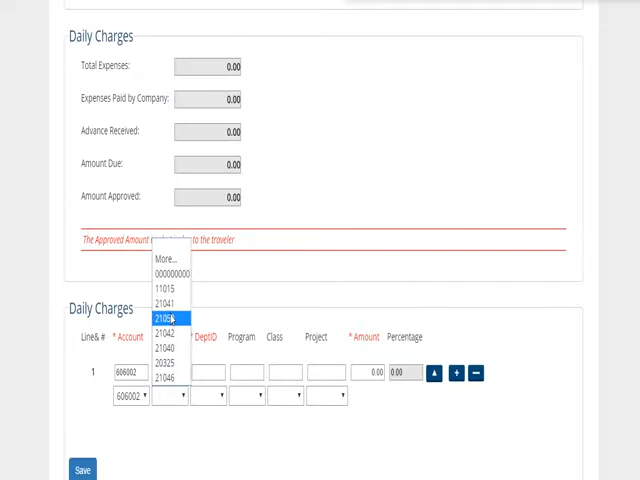 Daily Charges
Total Expenses: 0.00
Expenses Paid by Company: 0.00
Advance Received: 0.00
Amount Due: 0.00
Amount Approved: 0.00
The Approved Amount to the traveler
More...
000000000
11015
21041
21042
21040
20325
21046
Daily Charges
Line& # * Account * DeptID Program Class Project * Amount Percentage
1 606002 0.00 0.00
606002
Save